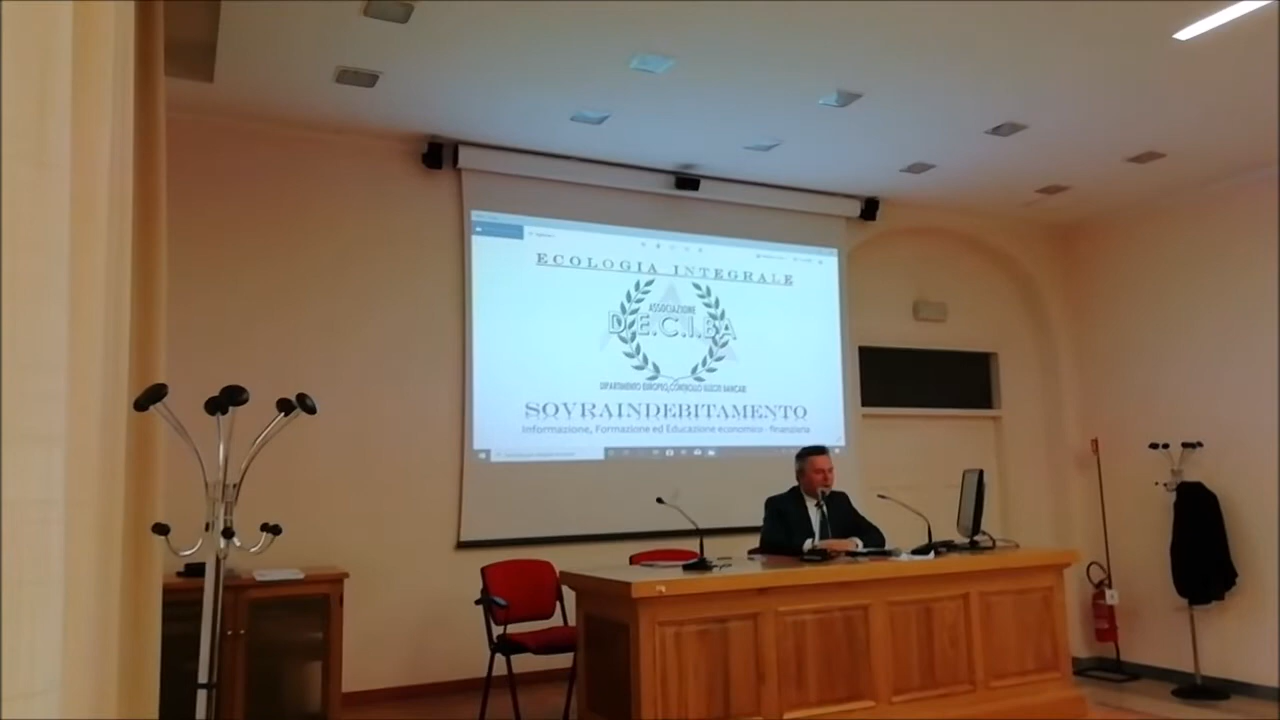 ECOLOGIA INTEGRALE
ASSOCIAZIONE
D.E.C.I.BA
DIPARTIMENTO EUROPEO CONTROLLO ILLECITI BANCARI
SOVRAINDEBITAMENTO
Informazione, Formazione ed Educazione economico - finanziaria